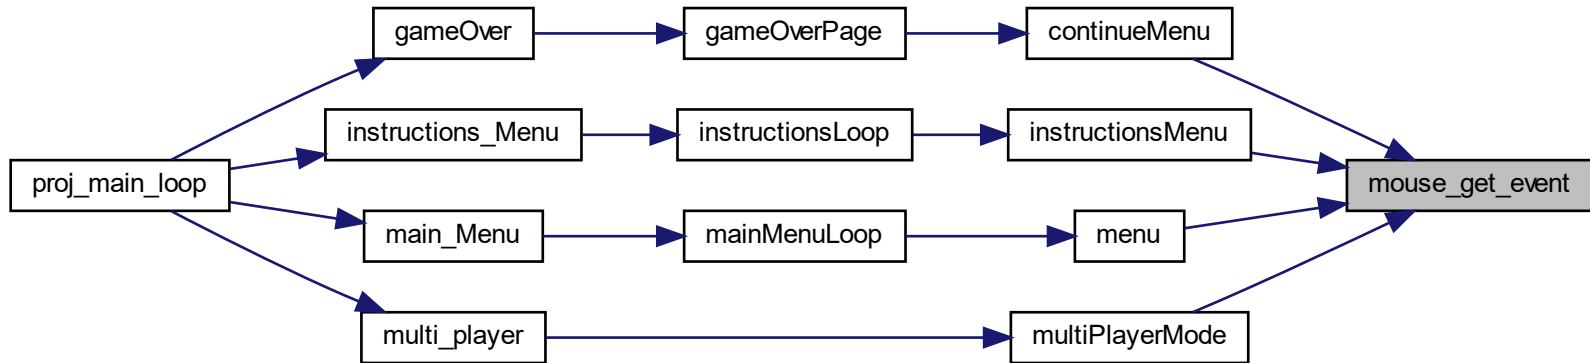 gameOver
gameOverPage
continueMenu
instructions_Menu
instructionsLoop
instructionsMenu
proj_main_loop
mouse_get_event
main_Menu
mainMenuLoop
menu
multi_player
multiPlayerMode